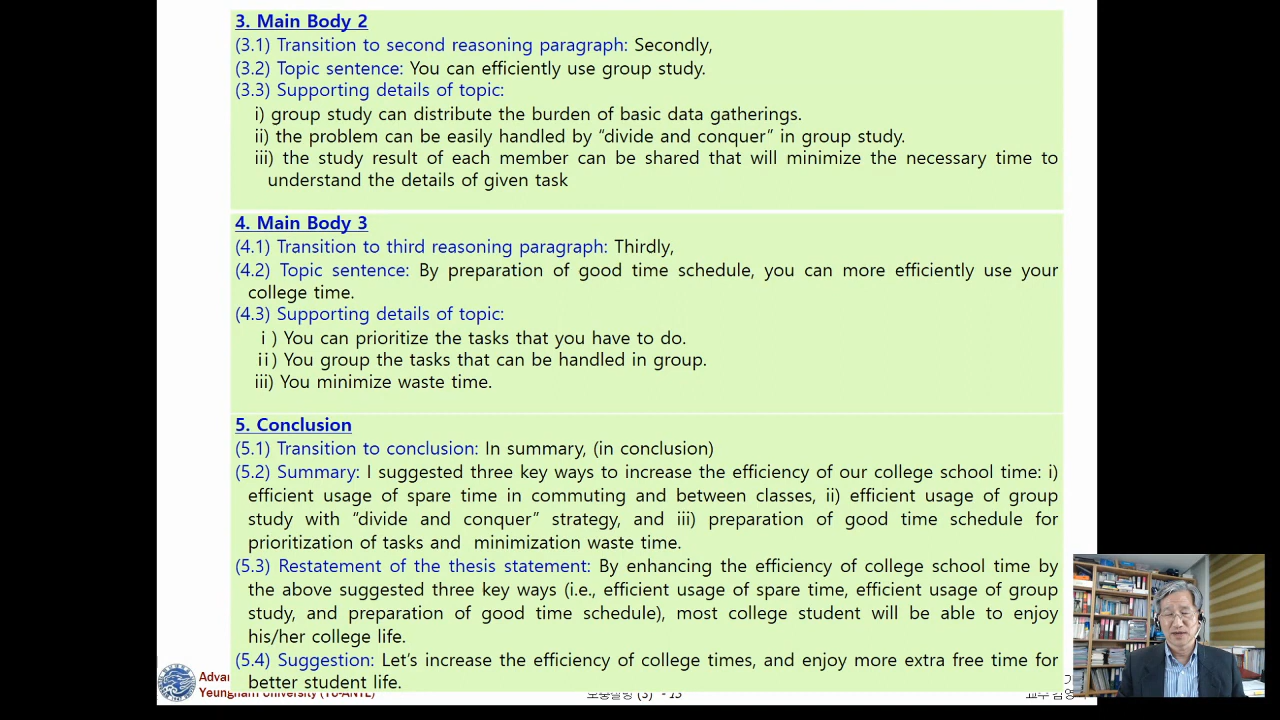 3. Main Body 2
(3.1) Transition to second reasoning paragraph: Secondly,
(3.2) Topic sentence: You can efficiently use group study.
(3.3) Supporting details of topic:
i) group study can distribute the burden of basic data gatherings.
ii) the problem can be easily handled by “divide and conquer” in group study.
iii) the study result of each member can be shared that will minimize the necessary time to
understand the details of given task
4. Main Body 3
(4.1) Transition to third reasoning paragraph: Thirdly,
(4.2) Topic sentence: By preparation of good time schedule, you can more efficiently use your
college time.
(4.3) Supporting details of topic:
i ) You can prioritize the tasks that you have to do.
ii) You group the tasks that can be handled in group.
iii) You minimize waste time.
5. Conclusion
(5.1) Transition to conclusion: In summary, (in conclusion)
(5.2) Summary: I suggested three key ways to increase the efficiency of our college school time: i)
efficient usage of spare time in commuting and between classes, ii) efficient usage of group
study with “divide and conquer” strategy, and iii) preparation of good time schedule for
prioritization of tasks and minimization waste time.
(5.3) Restatement of the thesis statement: By enhancing the efficiency of college school time by
the above suggested three key ways (i.e., efficient usage of spare time, efficient usage of group
study, and preparation of good time schedule), most college student will be able to enjoy
his/her college life.
(5.4) Suggestion: Let’s increase the efficiency of college times, and enjoy more extra free time for
better student life.
Yeungnam University (YU-ANTL)
(3) - 15
교수